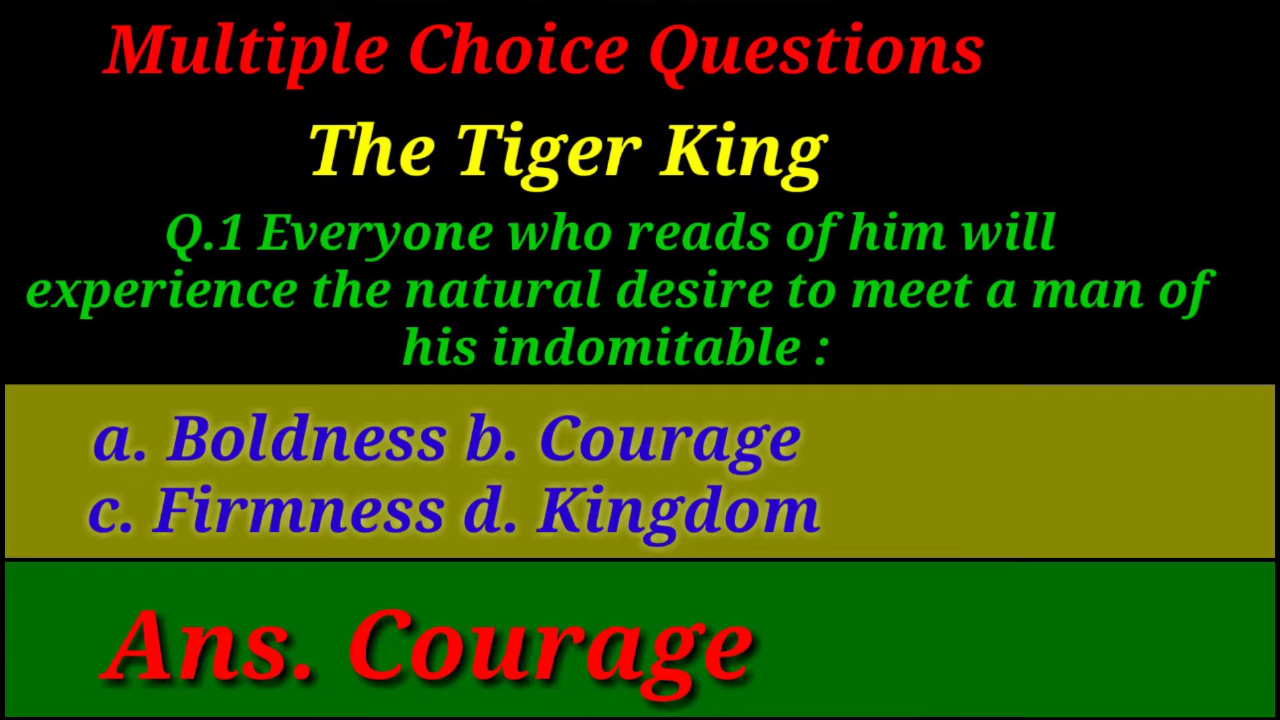 Multiple Choice Questions
The Tiger King
Q.1 Everyone who reads of him will
experience the natural desire to meet a man of
his indomitable :
a. Boldness b. Courage
c. Firmness d. Kingdom
Ans. Courage